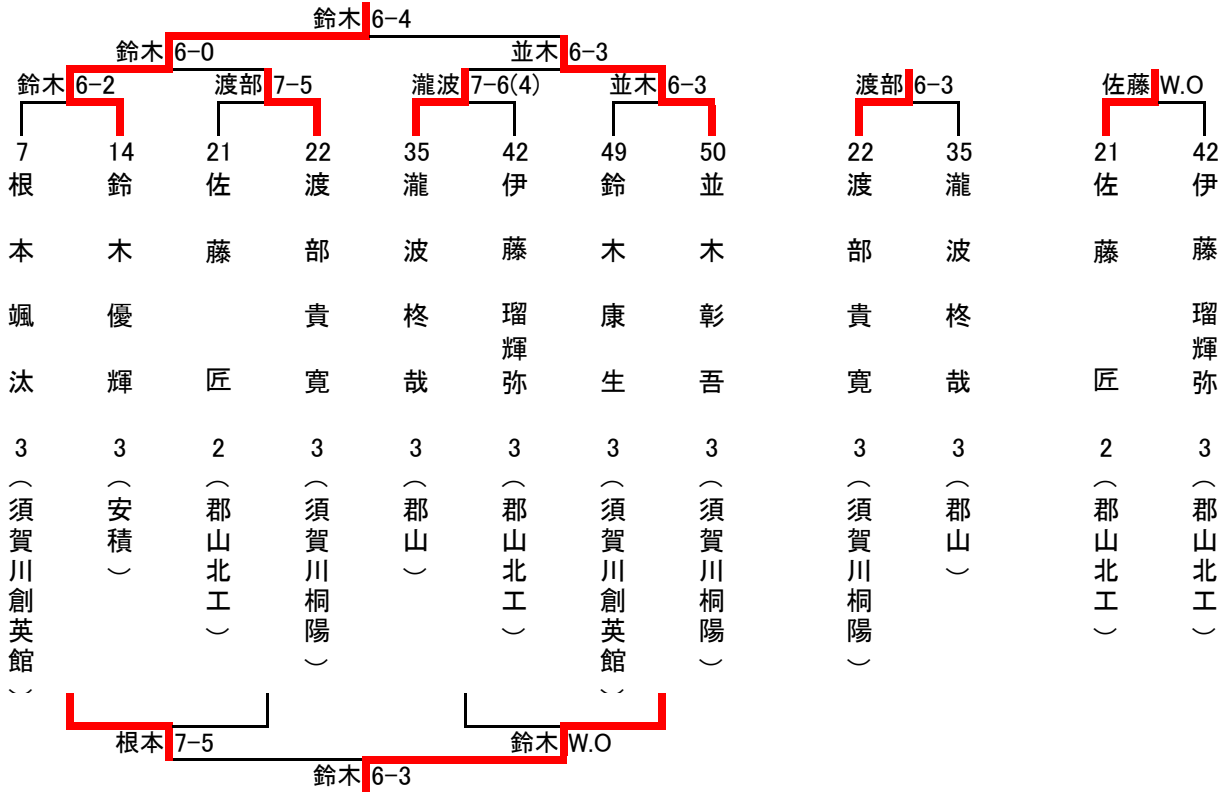 鈴木 6-4
鈴木 6-0
並木 6-3
鈴木 6-2
渡部 7-5
瀧波 7-6(4)
並木 6-3
渡部 6-3
佐藤 W.O
7 根本颯汰 3 (須賀川創英館)
14 鈴木優輝 3 (安積)
21 佐藤 匠 2 (郡山北工)
22 渡部貴寛 3 (須賀川桐陽)
35 瀧波柊哉 3 (郡山)
42 伊藤瑠輝弥 3 (郡山北工)
49 鈴木康生 3 (須賀川創英館)
50 並木彰吾 3 (須賀川桐陽)
22 渡部貴寛 3 (須賀川桐陽)
35 瀧波柊哉 3 (郡山)
21 佐藤 匠 2 (郡山北工)
42 伊藤瑠輝弥 3 (郡山北工)
根本 7-5
鈴木 W.O
鈴木 6-3